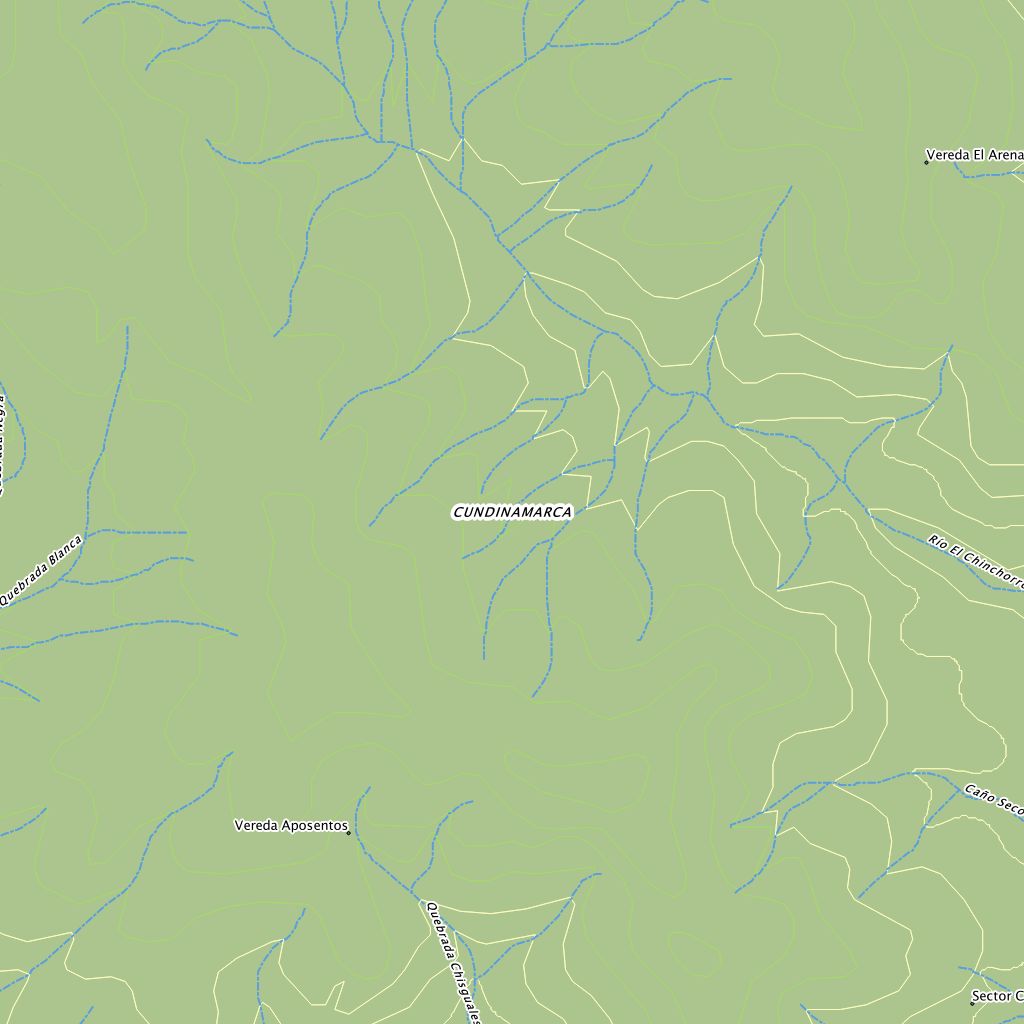 Vereda El Arena
CUNDINAMARCA
Quebrada Blanca
Río El Chinchorro
Caño Seco
Vereda Aposentos
Quebrada Chisguales
Sector C